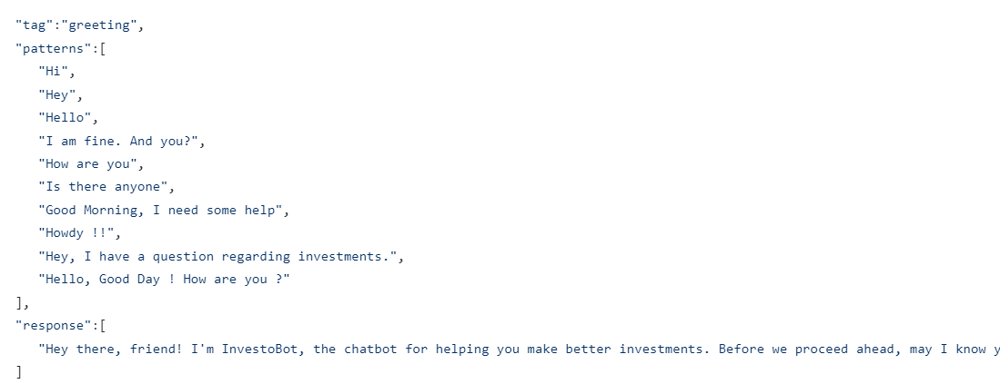 "tag":"greeting",
"patterns":[
"Hi",
"Hey",
"Hello",
"I am fine. And you?",
"How are you",
"Is there anyone",
"Good Morning, I need some help",
"Howdy !!",
"Hey, I have a question regarding investments.",
"Hello, Good Day ! How are you ?"
],
"response":[
"Hey there, friend! I'm InvestoBot, the chatbot for helping you make better investments. Before we proceed ahead, may I know
]